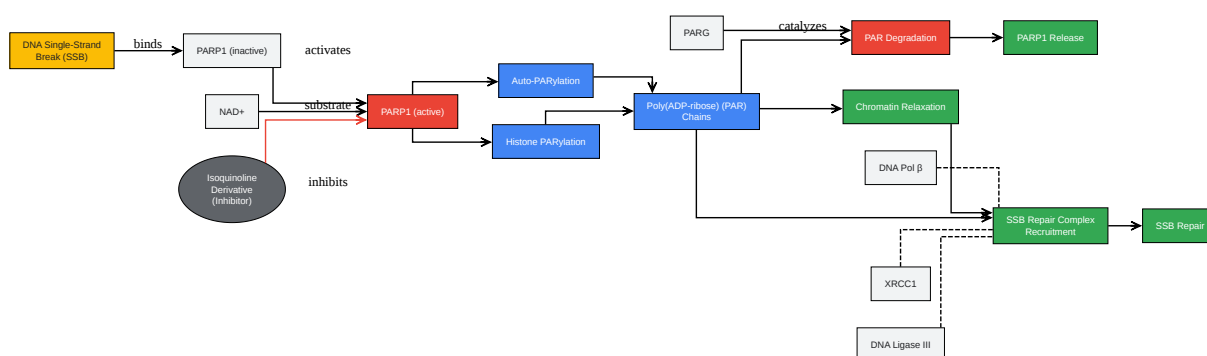 DNA Single-Strand
Break (SSB)
binds
PARP1 (inactive)
activates
NAD+
substrate
PARP1 (active)
Isoquinoline
Derivative
(Inhibitor)
inhibits
Auto-PARylation
Histone PARylation
Poly(ADP-ribose) (PAR)
Chains
PARG
catalyzes
PAR Degradation
PARP1 Release
Chromatin Relaxation
DNA Pol β
SSB Repair Complex
Recruitment
SSB Repair
XRCC1
DNA Ligase III